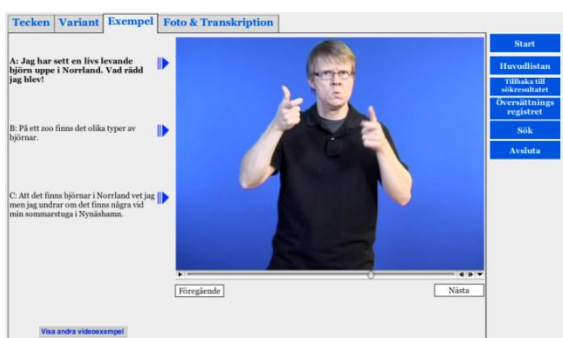 Tecken Variant Exempel Foto & Transkription
A: Jag har sett en livs levande
björn uppe i Norrland. Vad rädd
jag blev!
B: På ett zoo finns det olika typer av
björnar.
C: Att det finns björnar i Norrland vet jag
men jag undrar om det finns några vid
min sommarstuga i Nynäshamn.
Visa andra videoexempel
Föregående
Nästa
Start
Huvudlistan
Tillbaka till
sökresultatet
Översättnings
registret
Sök
Avsluta